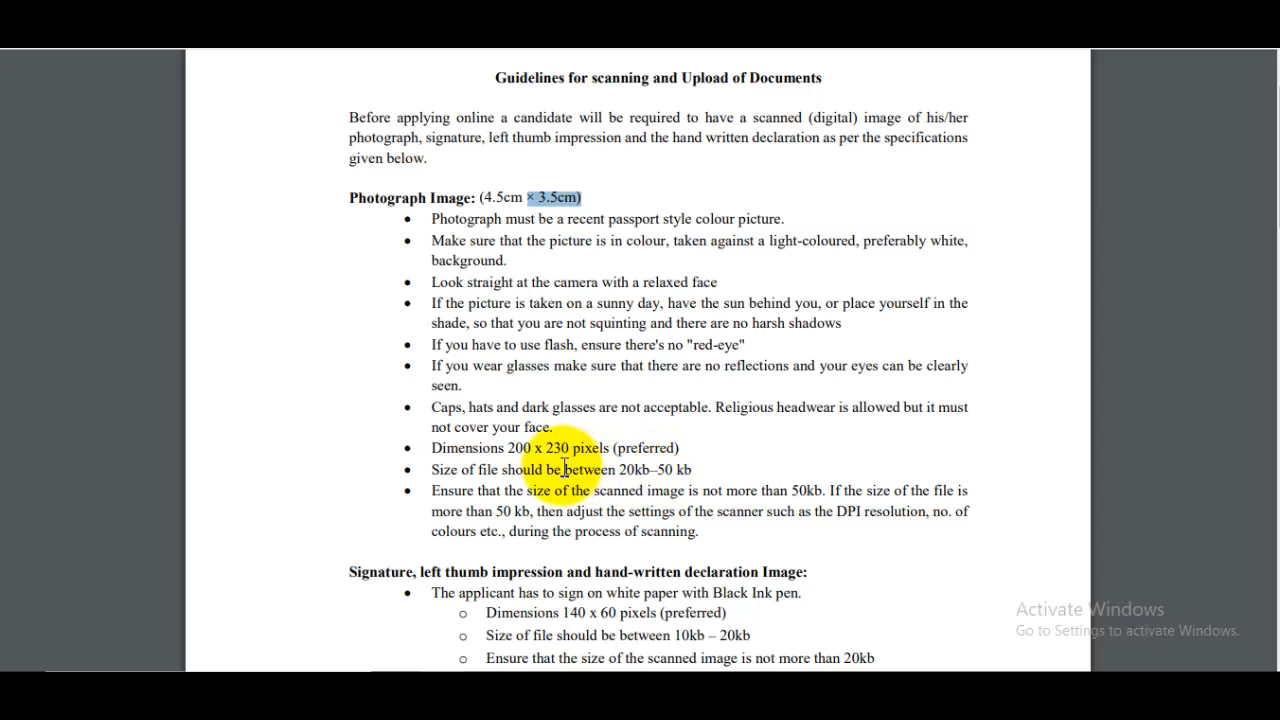 Guidelines for scanning and Upload of Documents
Before applying online a candidate will be required to have a scanned (digital) image of his/her
photograph, signature, left thumb impression and the hand written declaration as per the specifications
given below.
Photograph Image: (4.5cm × 3.5cm)
• Photograph must be a recent passport style colour picture.
• Make sure that the picture is in colour, taken against a light-coloured, preferably white,
background.
• Look straight at the camera with a relaxed face
• If the picture is taken on a sunny day, have the sun behind you, or place yourself in the
shade, so that you are not squinting and there are no harsh shadows
• If you have to use flash, ensure there's no "red-eye"
• If you wear glasses make sure that there are no reflections and your eyes can be clearly
seen.
• Caps, hats and dark glasses are not acceptable. Religious headwear is allowed but it must
not cover your face.
• Dimensions 200 x 230 pixels (preferred)
• Size of file should be between 20kb–50 kb
• Ensure that the size of the scanned image is not more than 50kb. If the size of the file is
more than 50 kb, then adjust the settings of the scanner such as the DPI resolution, no. of
colours etc., during the process of scanning.
Signature, left thumb impression and hand-written declaration Image:
• The applicant has to sign on white paper with Black Ink pen.
o Dimensions 140 x 60 pixels (preferred)
o Size of file should be between 10kb – 20kb
o Ensure that the size of the scanned image is not more than 20kb
Activate Windows
Go to Settings to activate Windows.